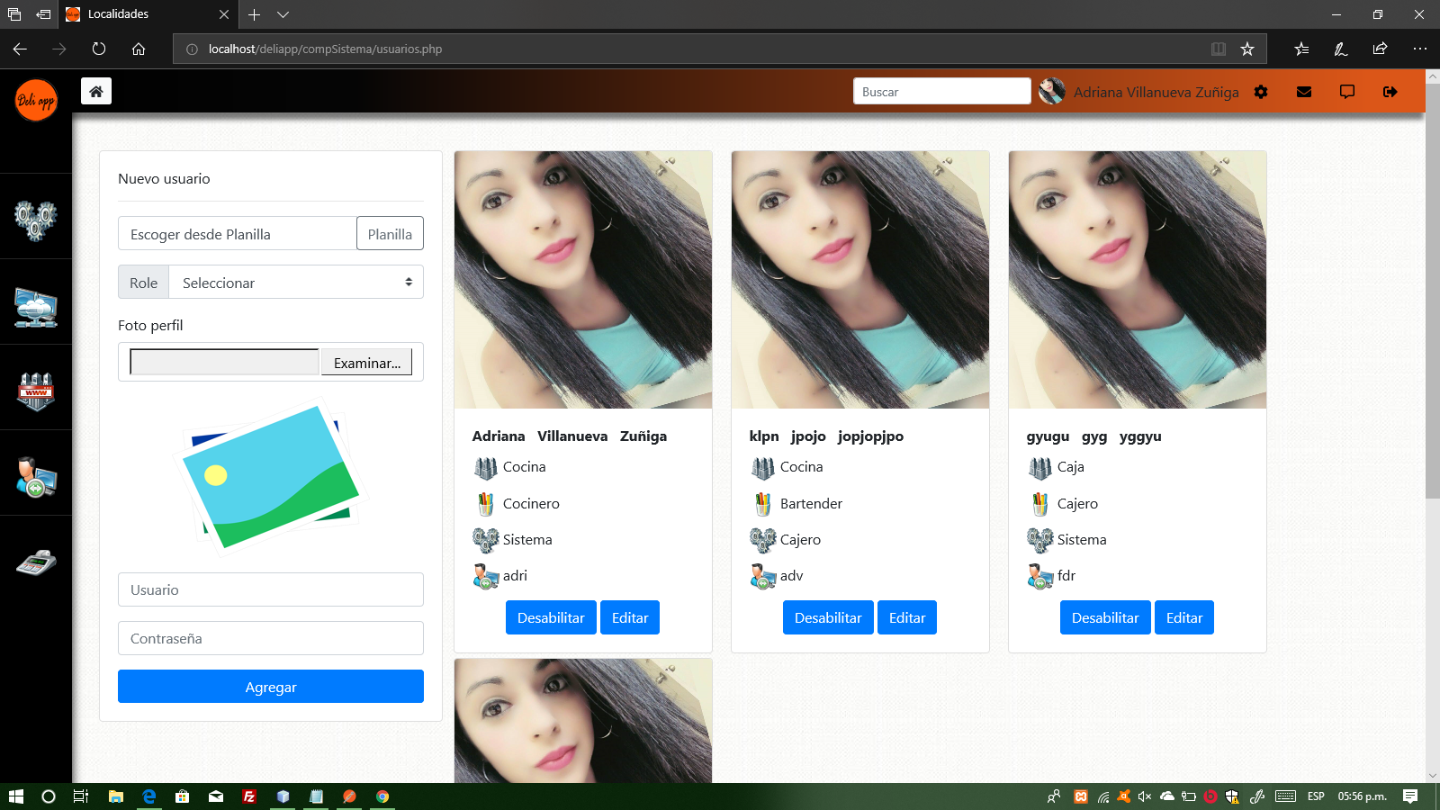 Localidades
localhost/deliapp/compSistema/usuarios.php
Deli app
Buscar
Adriana Villanueva Zuñiga
Nuevo usuario
Escoger desde Planilla
Planilla
Role
Seleccionar
Foto perfil
Examinar...
WWW
Usuario
Contraseña
Agregar
Adriana Villanueva Zuñiga
Cocina
Cocinero
Sistema
adri
Desabilitar Editar
klpn jpojo jopjopjpo
Cocina
Bartender
Cajero
adv
Desabilitar Editar
gyugu gyg yggyu
Caja
Cajero
Sistema
fdr
Desabilitar Editar
Fz
ESP
05:56 p.m.